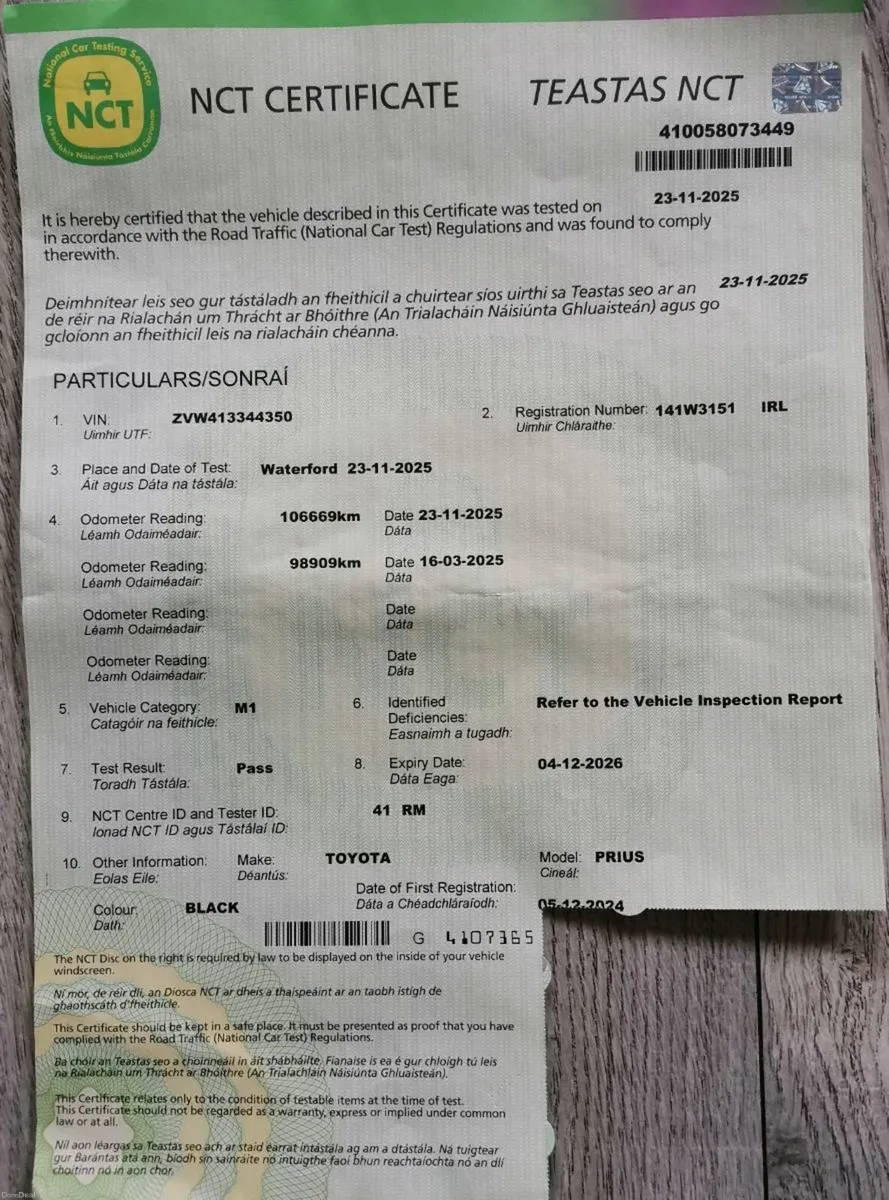 National Car Testing Service
NCT
An tSeirbhís Náisiúnta Tástála Carranna
NCT CERTIFICATE
TEASTAS NCT
410058073449
It is hereby certified that the vehicle described in this Certificate was tested on 23-11-2025
in accordance with the Road Traffic (National Car Test) Regulations and was found to comply
therewith.
Deimhnítear leis seo gur tástáladh an fheithicil a chuirtear síos uirthi sa Teastas seo ar an 23-11-2025
de réir na Rialachán um Thrácht ar Bhóithre (An Trialacháin Náisiúnta Ghluaisteán) agus go
gcloíonn an fheithicil leis na rialacháin chéanna.
PARTICULARS/SONRAÍ
1. VIN: ZVW413344350
Uimhir UTF:
2. Registration Number: 141W3151 IRL
Uimhir Chláraithe:
3. Place and Date of Test: Waterford 23-11-2025
Áit agus Dáta na tástála:
4. Odometer Reading: 106669km Date 23-11-2025
Léamh Odaiméadair: Dáta
Odometer Reading: 98909km Date 16-03-2025
Léamh Odaiméadair: Dáta
Odometer Reading: Date
Léamh Odaiméadair: Dáta
Odometer Reading: Date
Léamh Odaiméadair: Dáta
5. Vehicle Category: M1
Catagóir na feithicle:
6. Identified Deficiencies: Refer to the Vehicle Inspection Report
Easnaimh a tugadh:
7. Test Result: Pass
Toradh Tástála:
8. Expiry Date: 04-12-2026
Dáta Eaga:
9. NCT Centre ID and Tester ID: 41 RM
Ionad NCT ID agus Tástálaí ID:
10. Other Information: Make: TOYOTA Model: PRIUS
Eolas Eile: Déantús: Cineál:
Colour: BLACK Date of First Registration: 05-12-2024
Dath: Dáta a Chéadchláraíodh:
G 4107365
The NCT Disc on the right is required by law to be displayed on the inside of your vehicle
windscreen.
Ní mór, de réir dlí, an Diosca NCT ar dheis a thaispeáint ar an taobh istigh de
ghaothscáth d'fheithicle.
This Certificate should be kept in a safe place. It must be presented as proof that you have
complied with the Road Traffic (National Car Test) Regulations.
Ba chóir an Teastas seo a choinneáil in áit shábháilte. Fianaise is ea é gur chloígh tú leis
na Rialacháin um Thrácht ar Bhóithre (An Trialachláin Náisiúnta Ghluaisteán).
This Certificate relates only to the condition of testable items at the time of test.
This Certificate should not be regarded as a warranty, express or implied under common
law or at all.
Níl aon léargas sa Teastas seo ach ar staid earraí intástála ag am a dtástála. Ná tuigtear
gur Barántas atá ann, bíodh sin sainráite nó intuigthe faoi bhun reachtaíochta nó an dlí
choitinn nó in aon chor.
DoneDeal